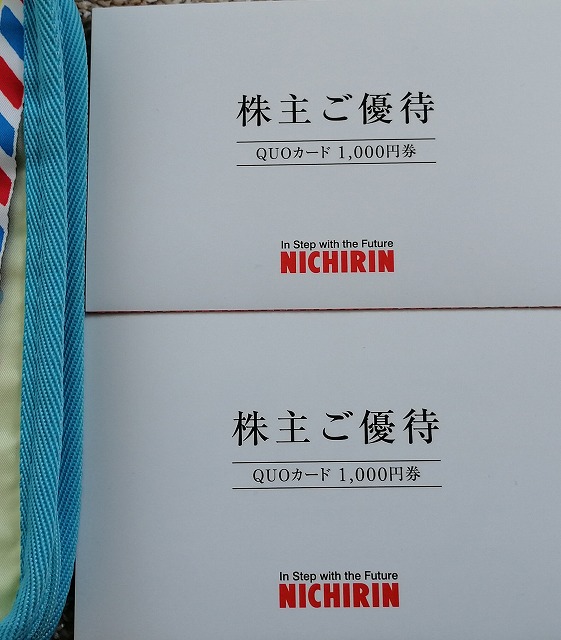 株主ご優待
QUOカード 1,000円券
In Step with the Future
NICHIRIN
株主ご優待
QUOカード 1,000円券
In Step with the Future
NICHIRIN